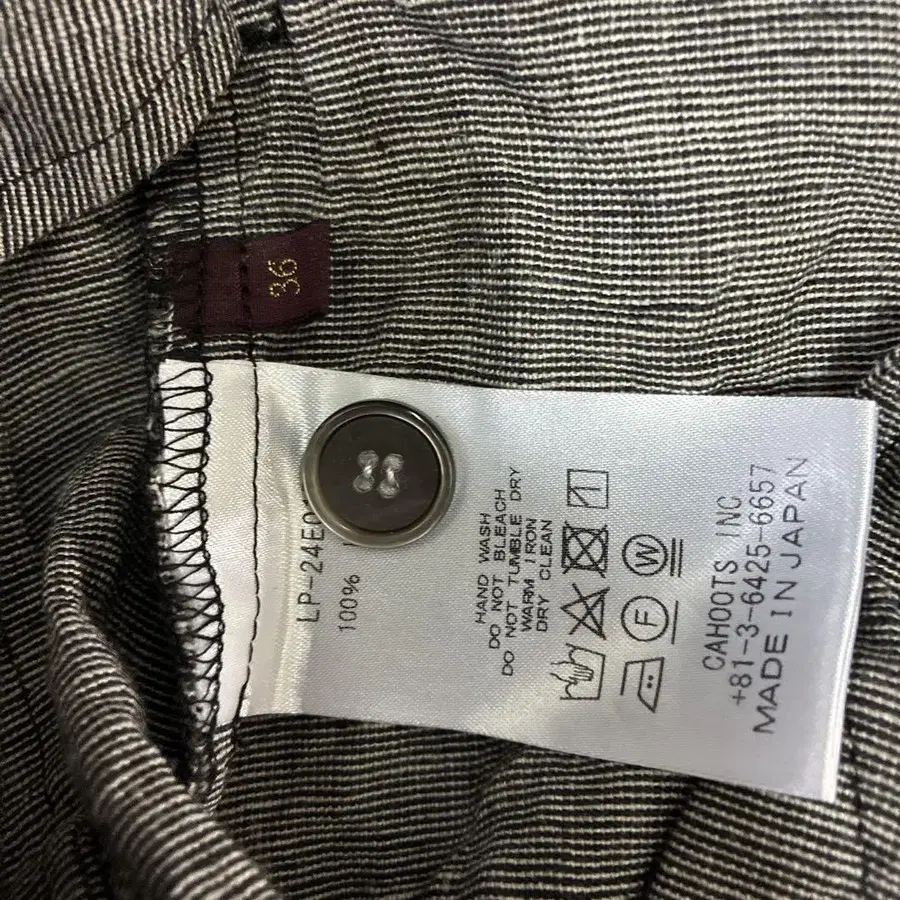 36
LP-24E0
100%
HAND WASH
DO NOT BLEACH
DO NOT TUMBLE DRY
WARM IRON
DRY CLEAN
F W
CAHOOTS INC
+81-3-6425-6657
MADE IN JAPAN